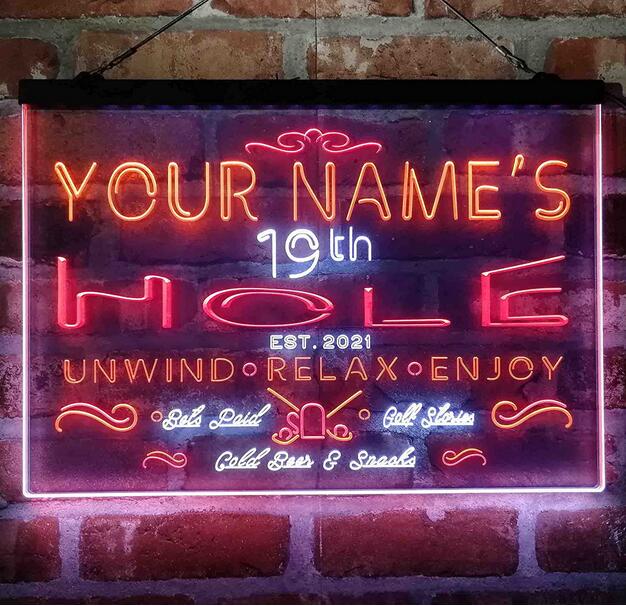 YOUR NAME'S
19th
HOLE
EST. 2021
UNWIND • RELAX • ENJOY
Bets Paid Golf Stories
Cold Beer & Snacks